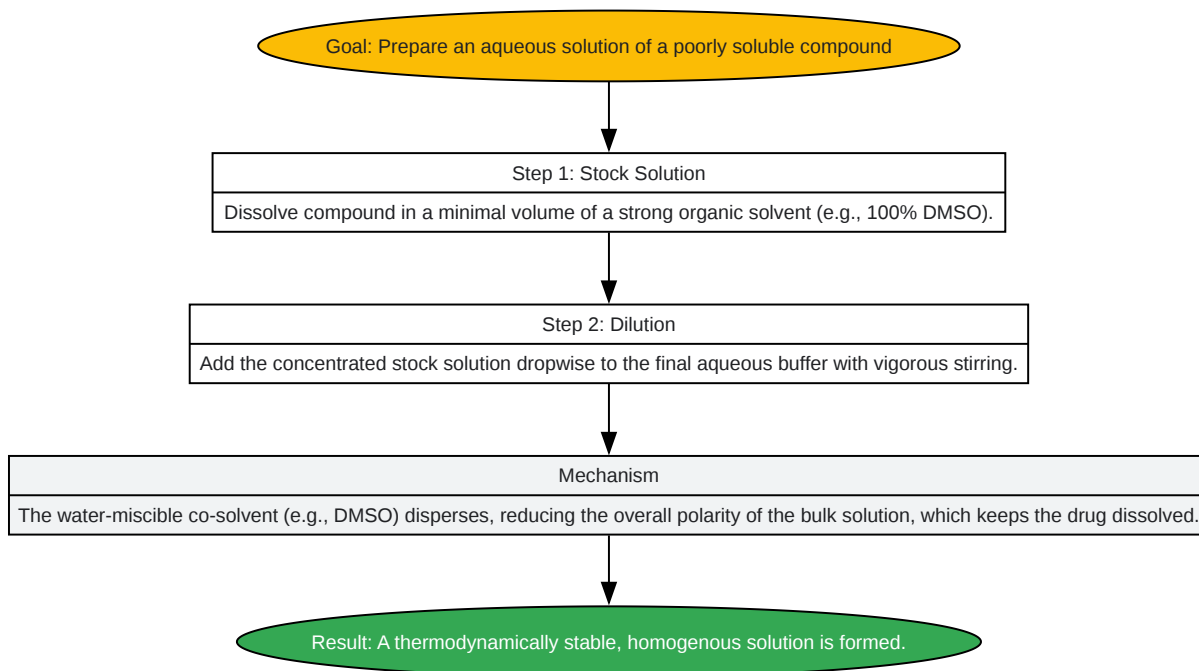 Goal: Prepare an aqueous solution of a poorly soluble compound
Step 1: Stock Solution
Dissolve compound in a minimal volume of a strong organic solvent (e.g., 100% DMSO).
Step 2: Dilution
Add the concentrated stock solution dropwise to the final aqueous buffer with vigorous stirring.
Mechanism
The water-miscible co-solvent (e.g., DMSO) disperses, reducing the overall polarity of the bulk solution, which keeps the drug dissolved.
Result: A thermodynamically stable, homogenous solution is formed.